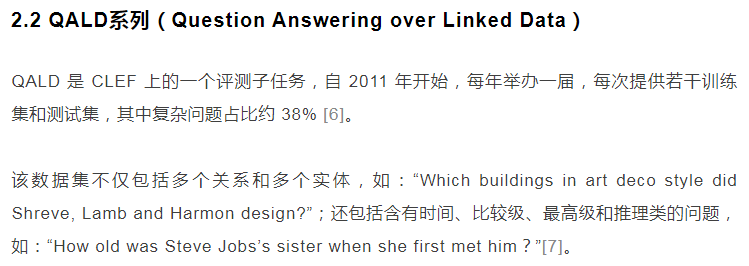 2.2 QALD系列（Question Answering over Linked Data）
QALD 是 CLEF 上的一个评测子任务，自 2011 年开始，每年举办一届，每次提供若干训练
集和测试集，其中复杂问题占比约 38% [6]。
该数据集不仅包括多个关系和多个实体，如：“Which buildings in art deco style did
Shreve, Lamb and Harmon design?”；还包括含有时间、比较级、最高级和推理类的问题，
如：“How old was Steve Jobs’s sister when she first met him？”[7]。